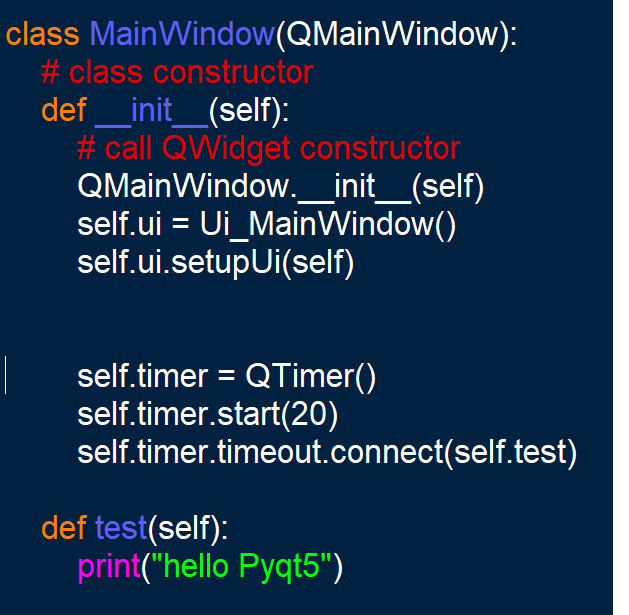 class MainWindow(QMainWindow):
# class constructor
def __init__(self):
# call QWidget constructor
QMainWindow.__init__(self)
self.ui = Ui_MainWindow()
self.ui.setupUi(self)
self.timer = QTimer()
self.timer.start(20)
self.timer.timeout.connect(self.test)
def test(self):
print("hello Pyqt5")